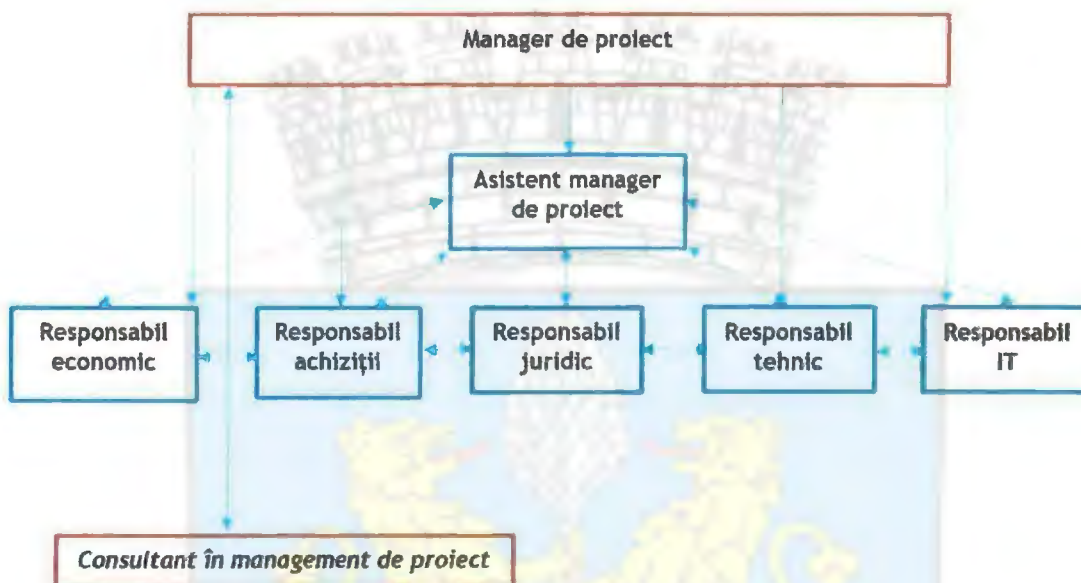 Manager de proiect
Asistent manager
de proiect
Responsabil
economic
Responsabil
achiziții
Responsabil
juridic
Responsabil
tehnic
Responsabil
IT
Consultant în management de proiect